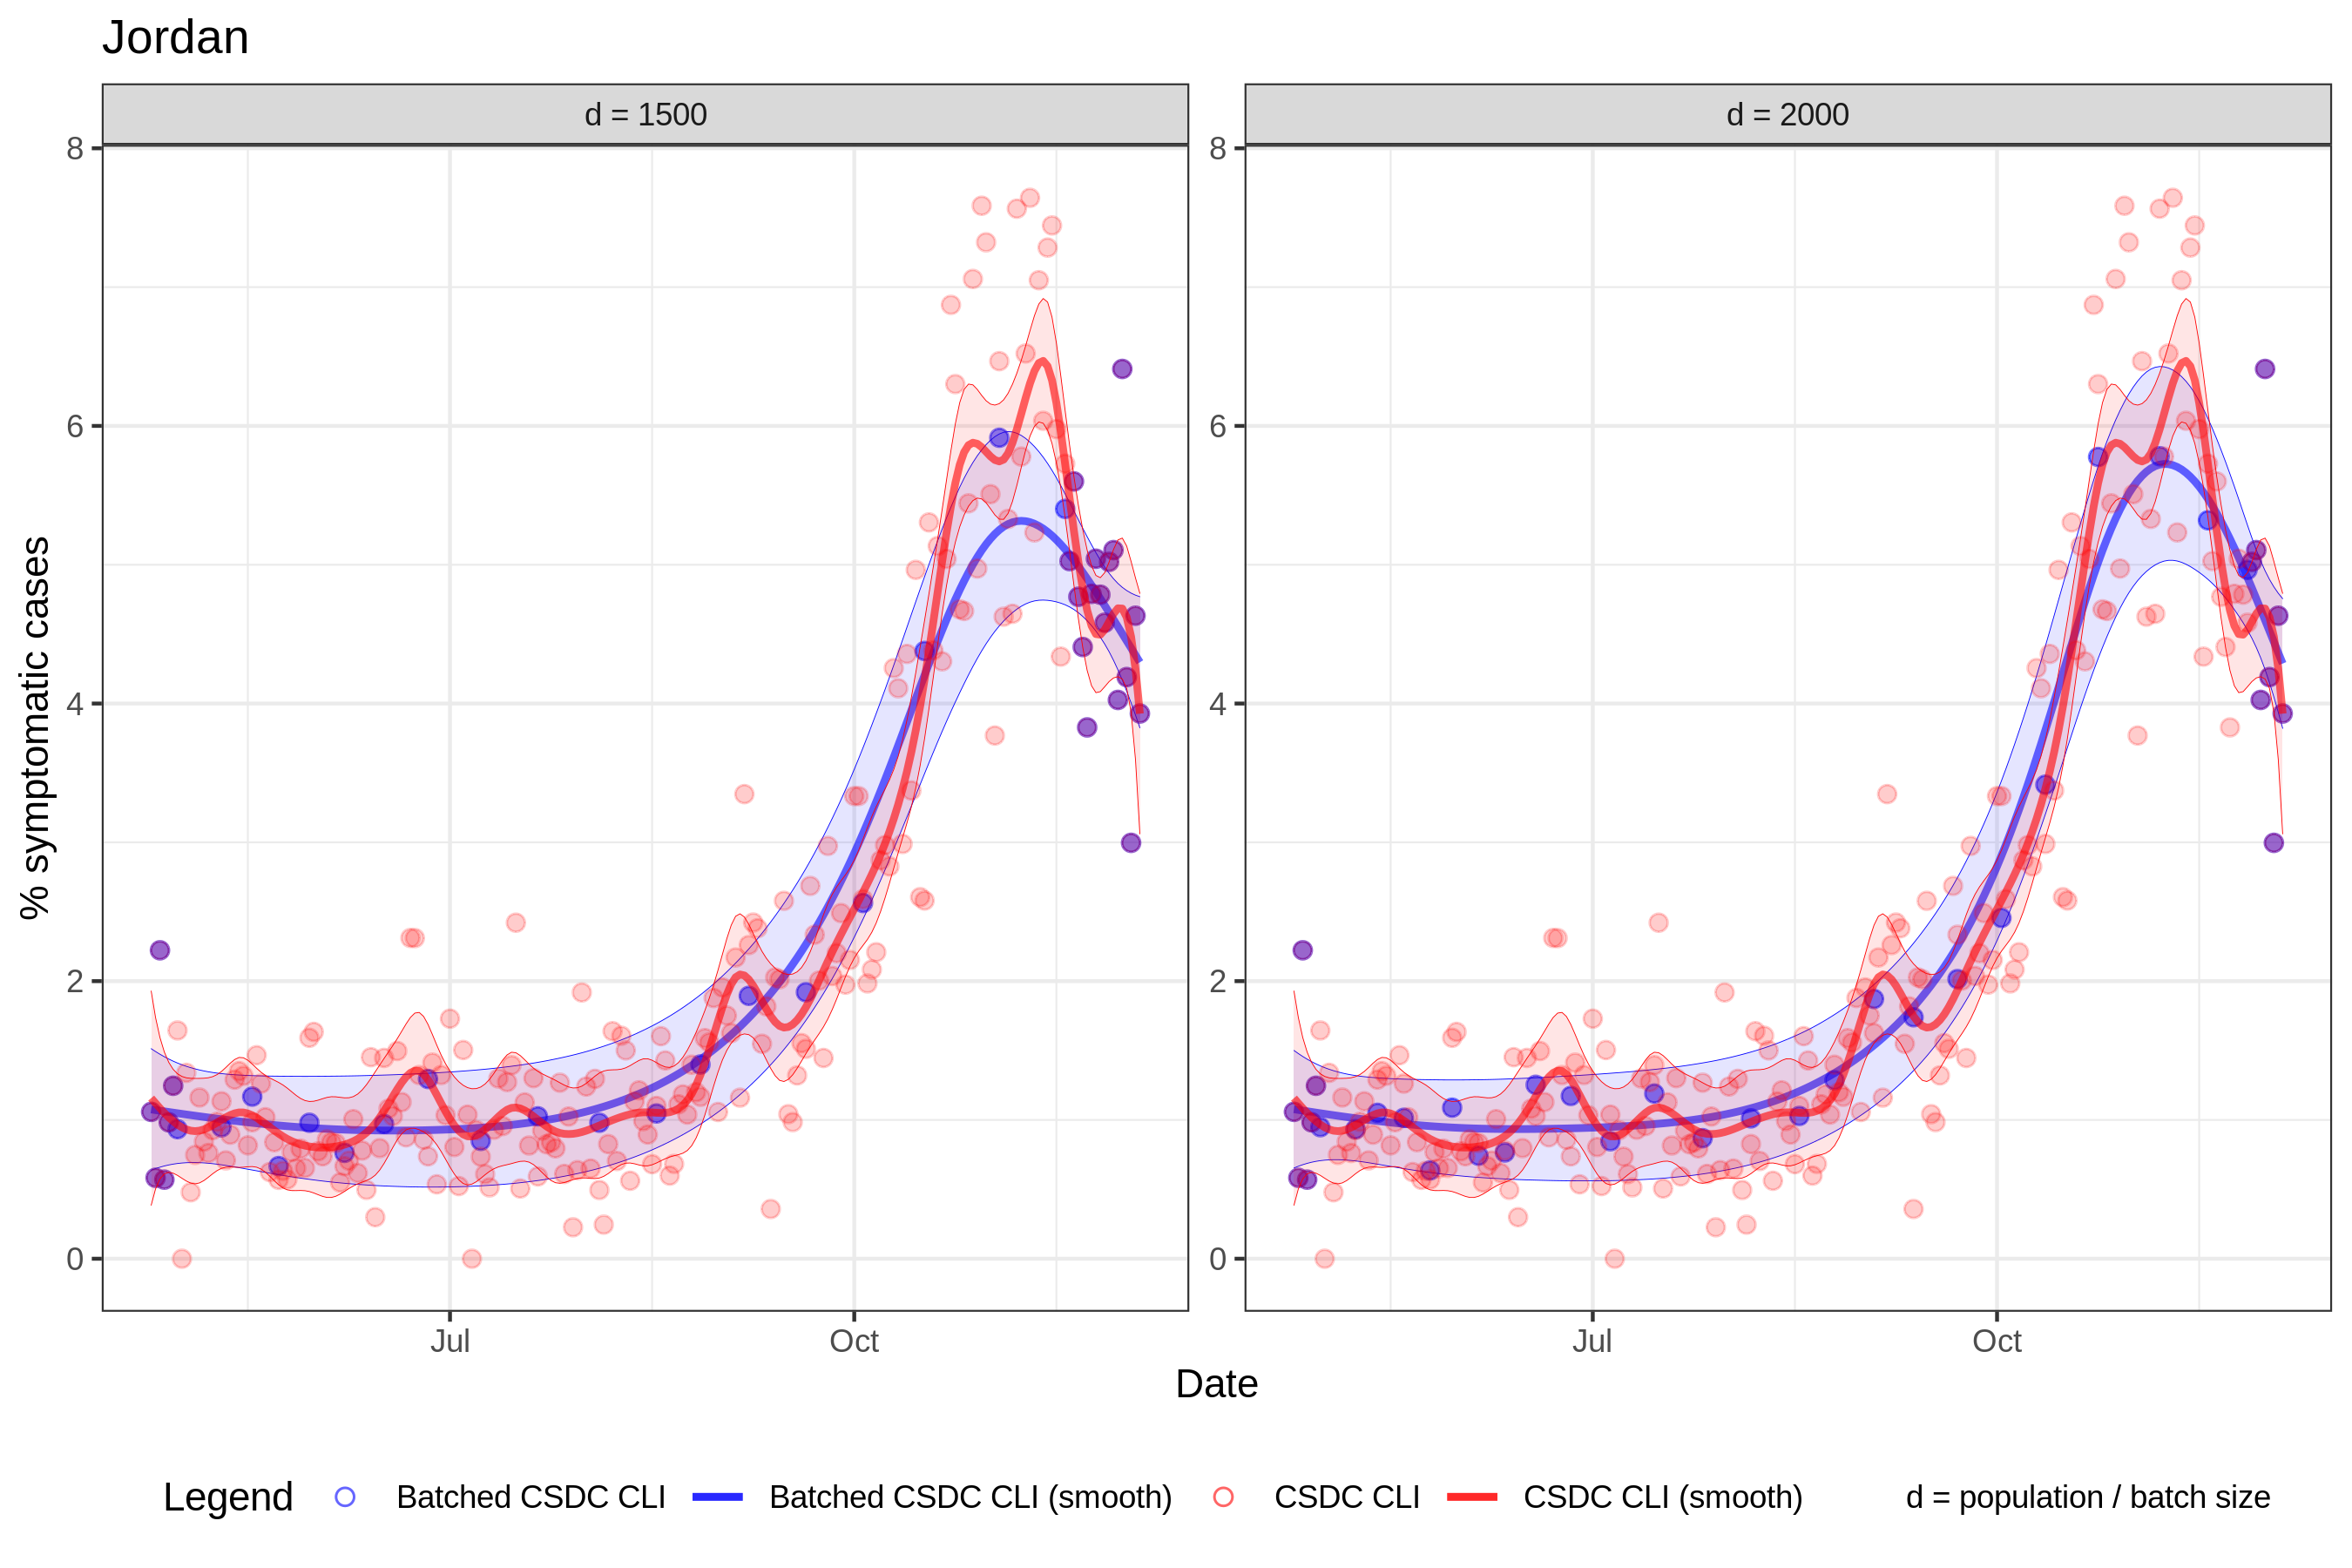 Jordan
d = 1500
d = 2000
8
6
4
2
0
8
6
4
2
0
% symptomatic cases
Jul
Oct
Jul
Oct
Date
Legend
Batched CSDC CLI
Batched CSDC CLI (smooth)
CSDC CLI
CSDC CLI (smooth)
d = population / batch size